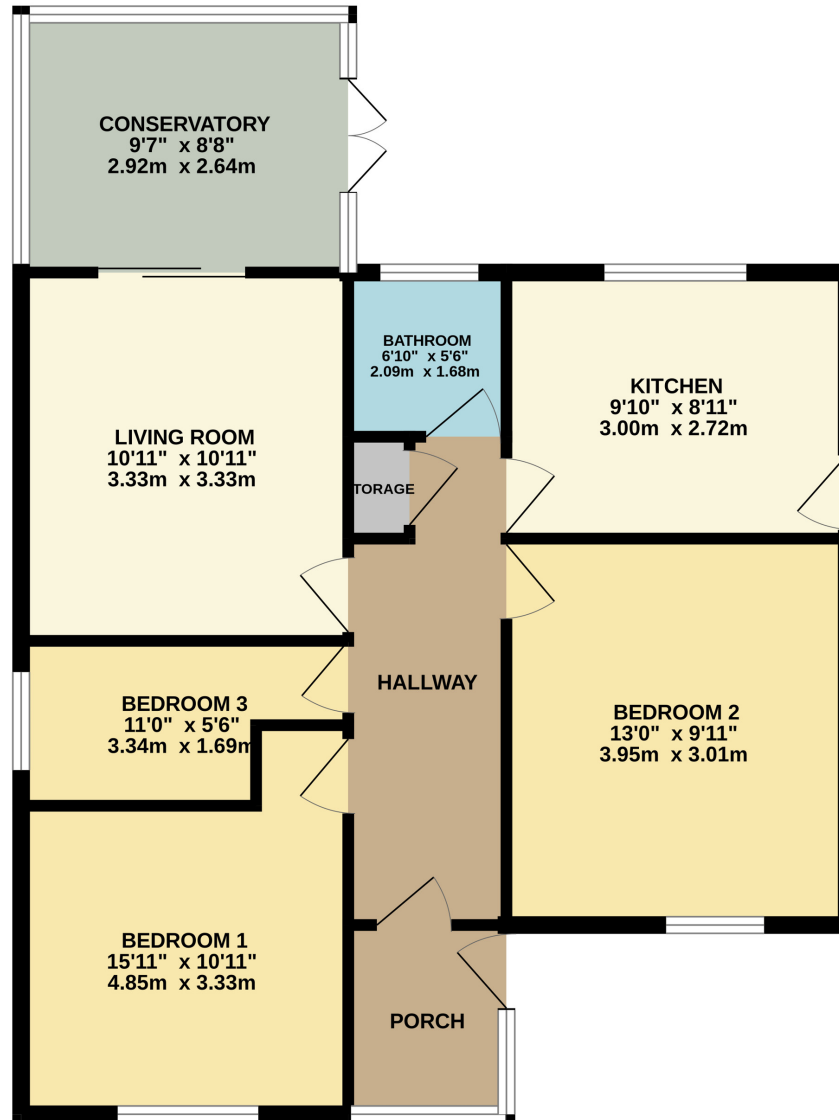 CONSERVATORY
9'7" x 8'8"
2.92m x 2.64m
BATHROOM
6'10" x 5'6"
2.09m x 1.68m
KITCHEN
9'10" x 8'11"
3.00m x 2.72m
LIVING ROOM
10'11" x 10'11"
3.33m x 3.33m
TORAGE
HALLWAY
BEDROOM 3
11'0" x 5'6"
3.34m x 1.69m
BEDROOM 2
13'0" x 9'11"
3.95m x 3.01m
BEDROOM 1
15'11" x 10'11"
4.85m x 3.33m
PORCH